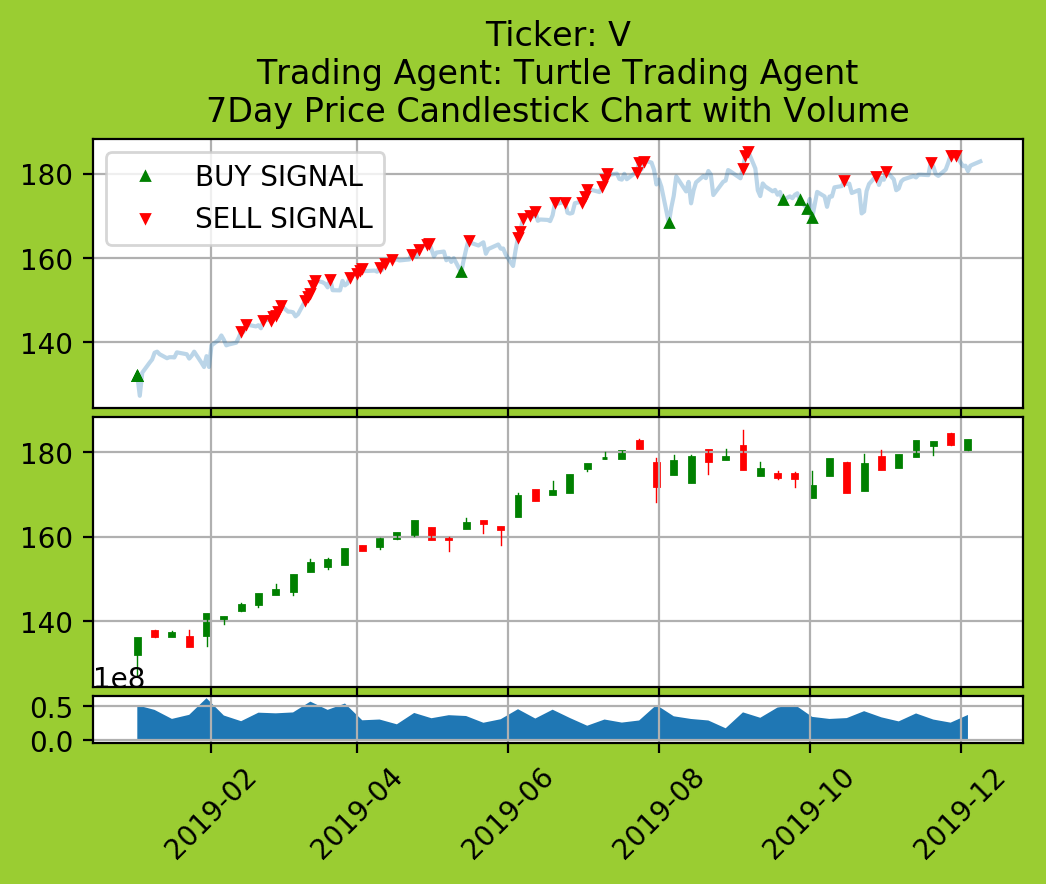 Ticker: V
Trading Agent: Turtle Trading Agent
7Day Price Candlestick Chart with Volume
180
160
140
BUY SIGNAL
SELL SIGNAL
180
160
140
1e8
0.5
0.0
2019-02
2019-04
2019-06
2019-08
2019-10
2019-12